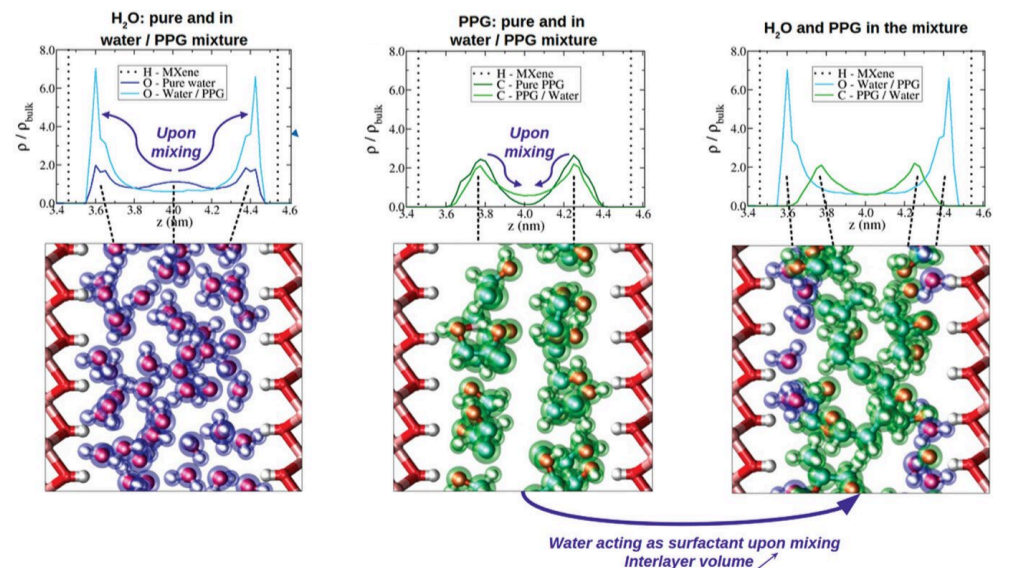 H₂O: pure and in
water / PPG mixture
8.0
6.0
4.0
2.0
0.0
ρ / ρbulk
H - MXene
O - Pure water
O - Water / PPG
Upon
mixing
3.4 3.6 3.8 4.0 4.2 4.4 4.6
z (nm)
PPG: pure and in
water / PPG mixture
8.0
6.0
4.0
2.0
0.0
ρ / ρbulk
H - MXene
C - Pure PPG
C - PPG / Water
Upon
mixing
3.4 3.6 3.8 4.0 4.2 4.4 4.6
z (nm)
H₂O and PPG in the mixture
8.0
6.0
4.0
2.0
0.0
ρ / ρbulk
H - MXene
O - Water / PPG
C - PPG / Water
3.4 3.6 3.8 4.0 4.2 4.4 4.6
z (nm)
Water acting as surfactant upon mixing
Interlayer volume ↗